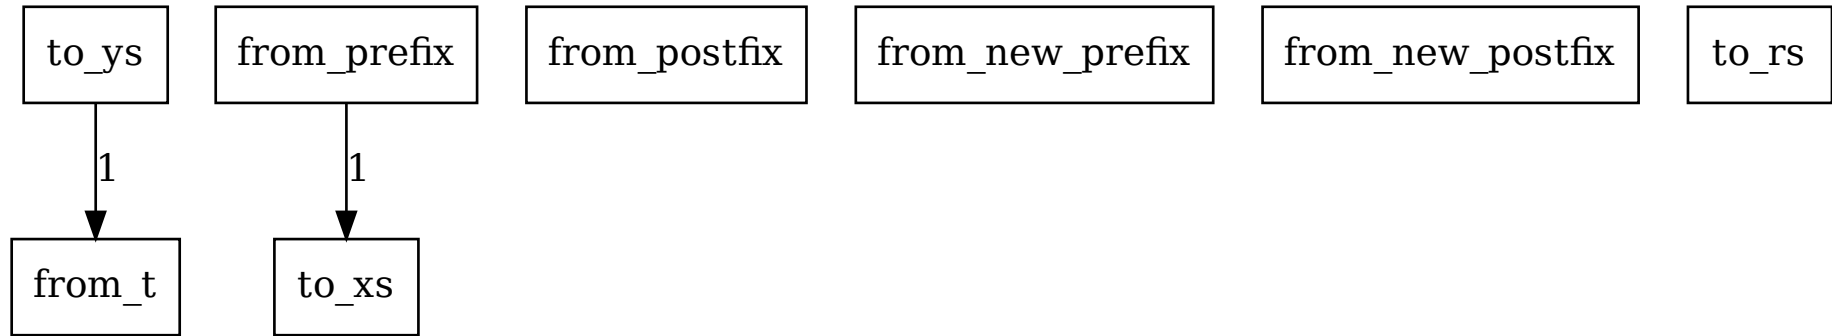 to_ys
from_prefix
from_postfix
from_new_prefix
from_new_postfix
to_rs
1
1
from_t
to_xs